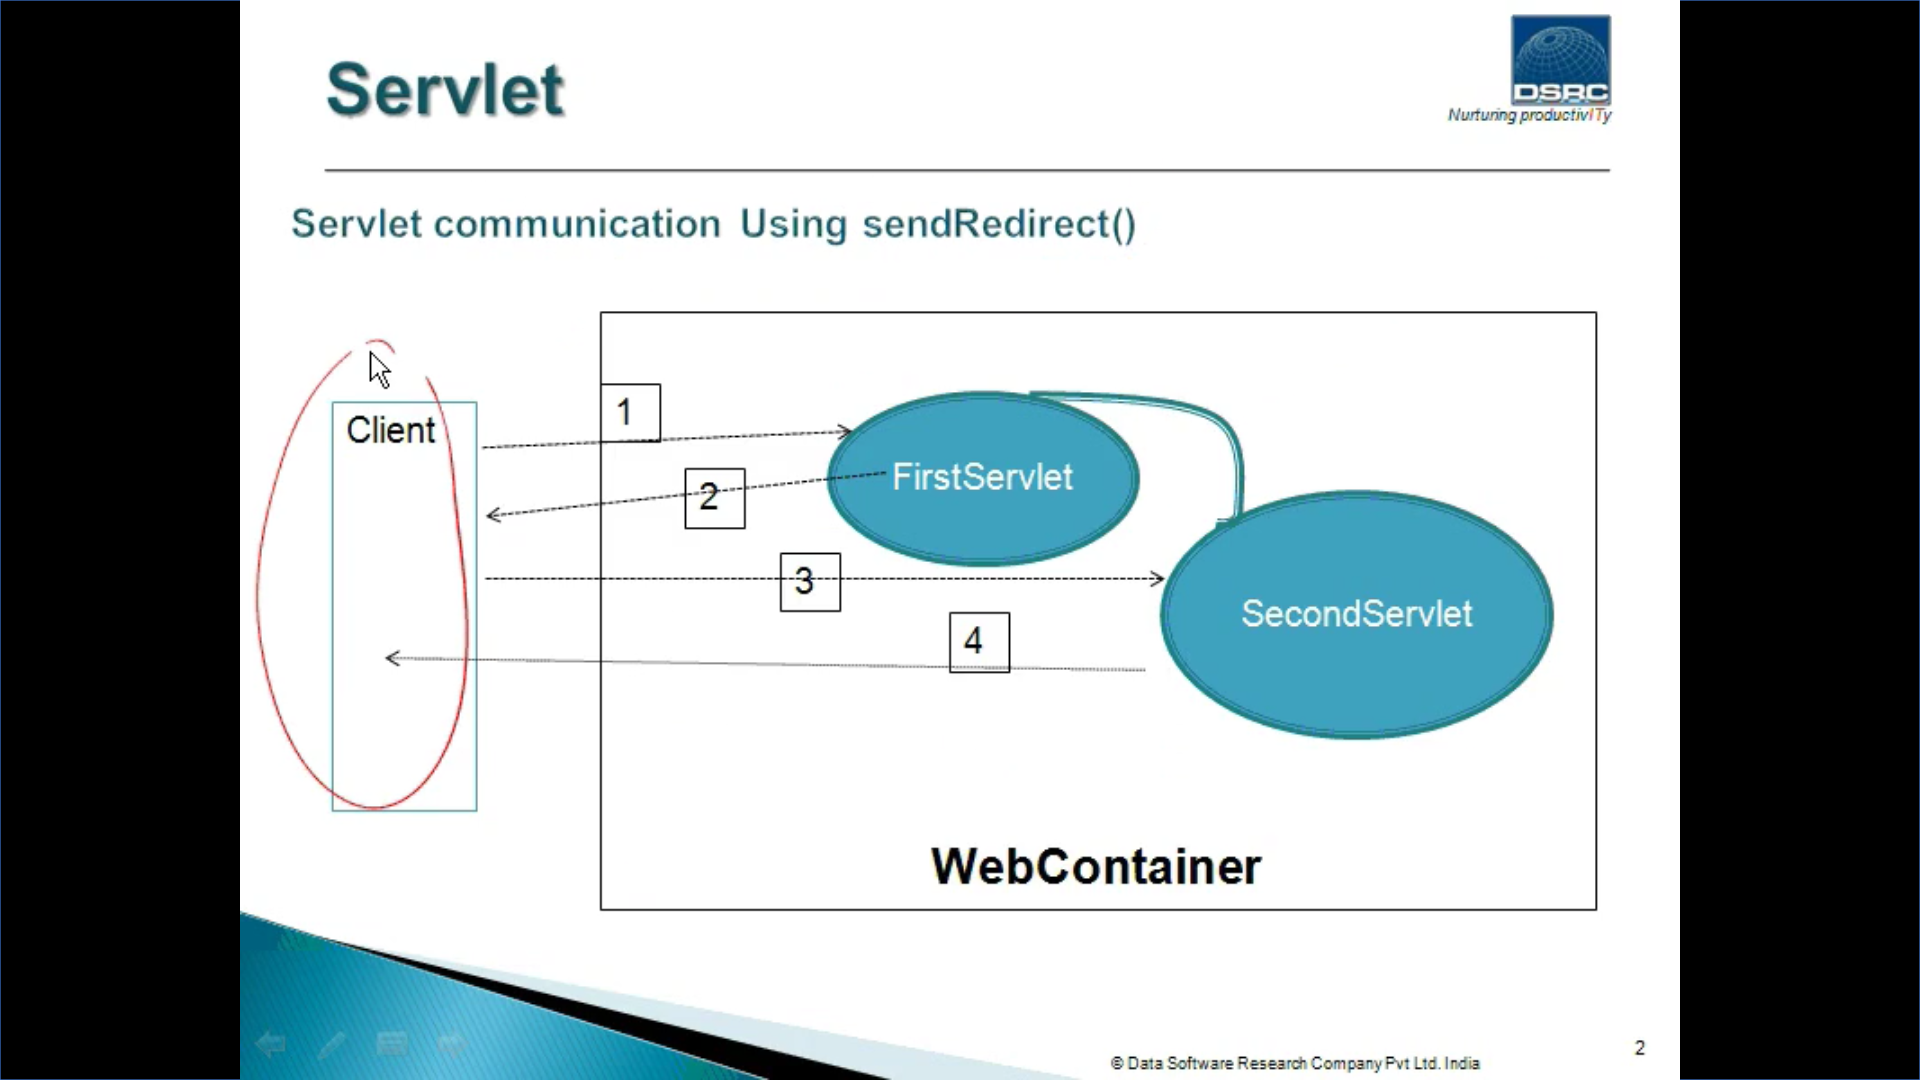 Servlet
DSRC
Nurturing productivITy
Servlet communication Using sendRedirect()
Client
1
2
3
4
FirstServlet
SecondServlet
WebContainer
2
© Data Software Research Company Pvt Ltd. India